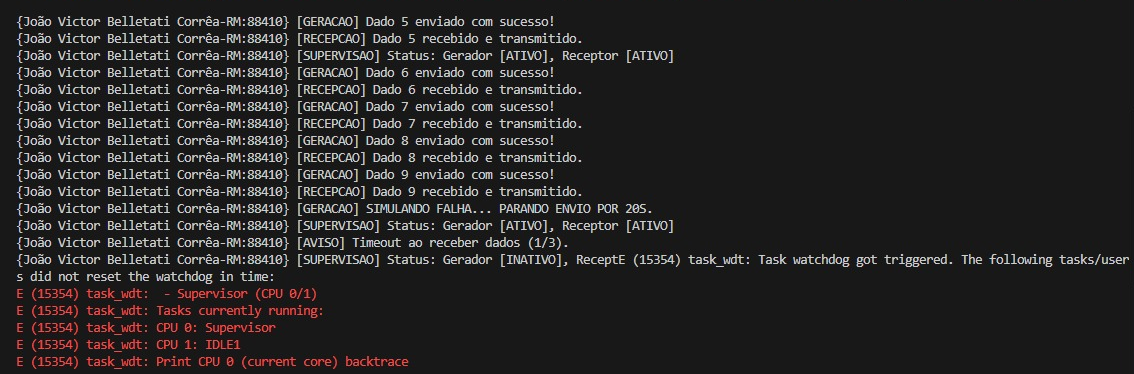 {João Victor Belletati Corrêa-RM:88410} [GERACAO] Dado 5 enviado com sucesso!
{João Victor Belletati Corrêa-RM:88410} [RECEPCAO] Dado 5 recebido e transmitido.
{João Victor Belletati Corrêa-RM:88410} [SUPERVISAO] Status: Gerador [ATIVO], Receptor [ATIVO]
{João Victor Belletati Corrêa-RM:88410} [GERACAO] Dado 6 enviado com sucesso!
{João Victor Belletati Corrêa-RM:88410} [RECEPCAO] Dado 6 recebido e transmitido.
{João Victor Belletati Corrêa-RM:88410} [GERACAO] Dado 7 enviado com sucesso!
{João Victor Belletati Corrêa-RM:88410} [RECEPCAO] Dado 7 recebido e transmitido.
{João Victor Belletati Corrêa-RM:88410} [GERACAO] Dado 8 enviado com sucesso!
{João Victor Belletati Corrêa-RM:88410} [RECEPCAO] Dado 8 recebido e transmitido.
{João Victor Belletati Corrêa-RM:88410} [GERACAO] Dado 9 enviado com sucesso!
{João Victor Belletati Corrêa-RM:88410} [RECEPCAO] Dado 9 recebido e transmitido.
{João Victor Belletati Corrêa-RM:88410} [GERACAO] SIMULANDO FALHA... PARANDO ENVIO POR 20S.
{João Victor Belletati Corrêa-RM:88410} [SUPERVISAO] Status: Gerador [ATIVO], Receptor [ATIVO]
{João Victor Belletati Corrêa-RM:88410} [AVISO] Timeout ao receber dados (1/3).
{João Victor Belletati Corrêa-RM:88410} [SUPERVISAO] Status: Gerador [INATIVO], ReceptE (15354) task_wdt: Task watchdog got triggered. The following tasks/user
s did not reset the watchdog in time:
E (15354) task_wdt:  - Supervisor (CPU 0/1)
E (15354) task_wdt: Tasks currently running:
E (15354) task_wdt: CPU 0: Supervisor
E (15354) task_wdt: CPU 1: IDLE1
E (15354) task_wdt: Print CPU 0 (current core) backtrace